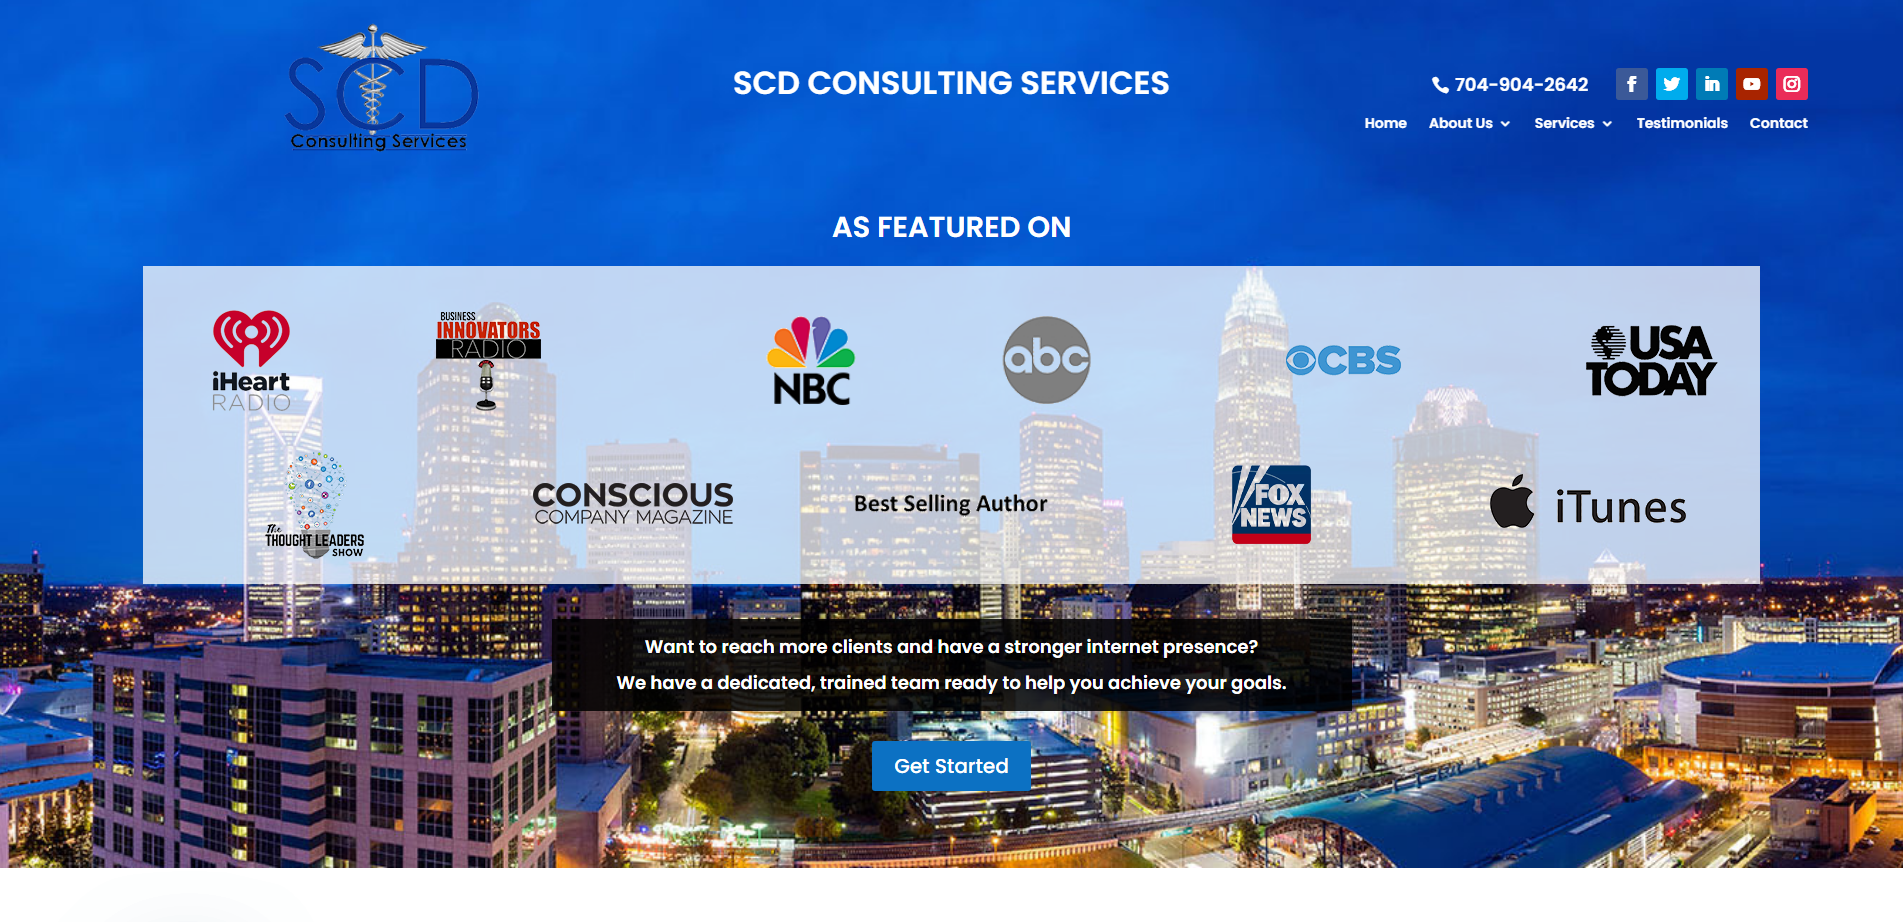 SCD
Consulting Services
SCD CONSULTING SERVICES
704-904-2642
Home About Us Services Testimonials Contact
AS FEATURED ON
iHeart
RADIO
BUSINESS
INNOVATORS
RADIO
NBC
abc
CBS
USA
TODAY
The
THOUGHT LEADERS
SHOW
CONSCIOUS
COMPANY MAGAZINE
Best Selling Author
FOX
NEWS
iTunes
Want to reach more clients and have a stronger internet presence?
We have a dedicated, trained team ready to help you achieve your goals.
Get Started